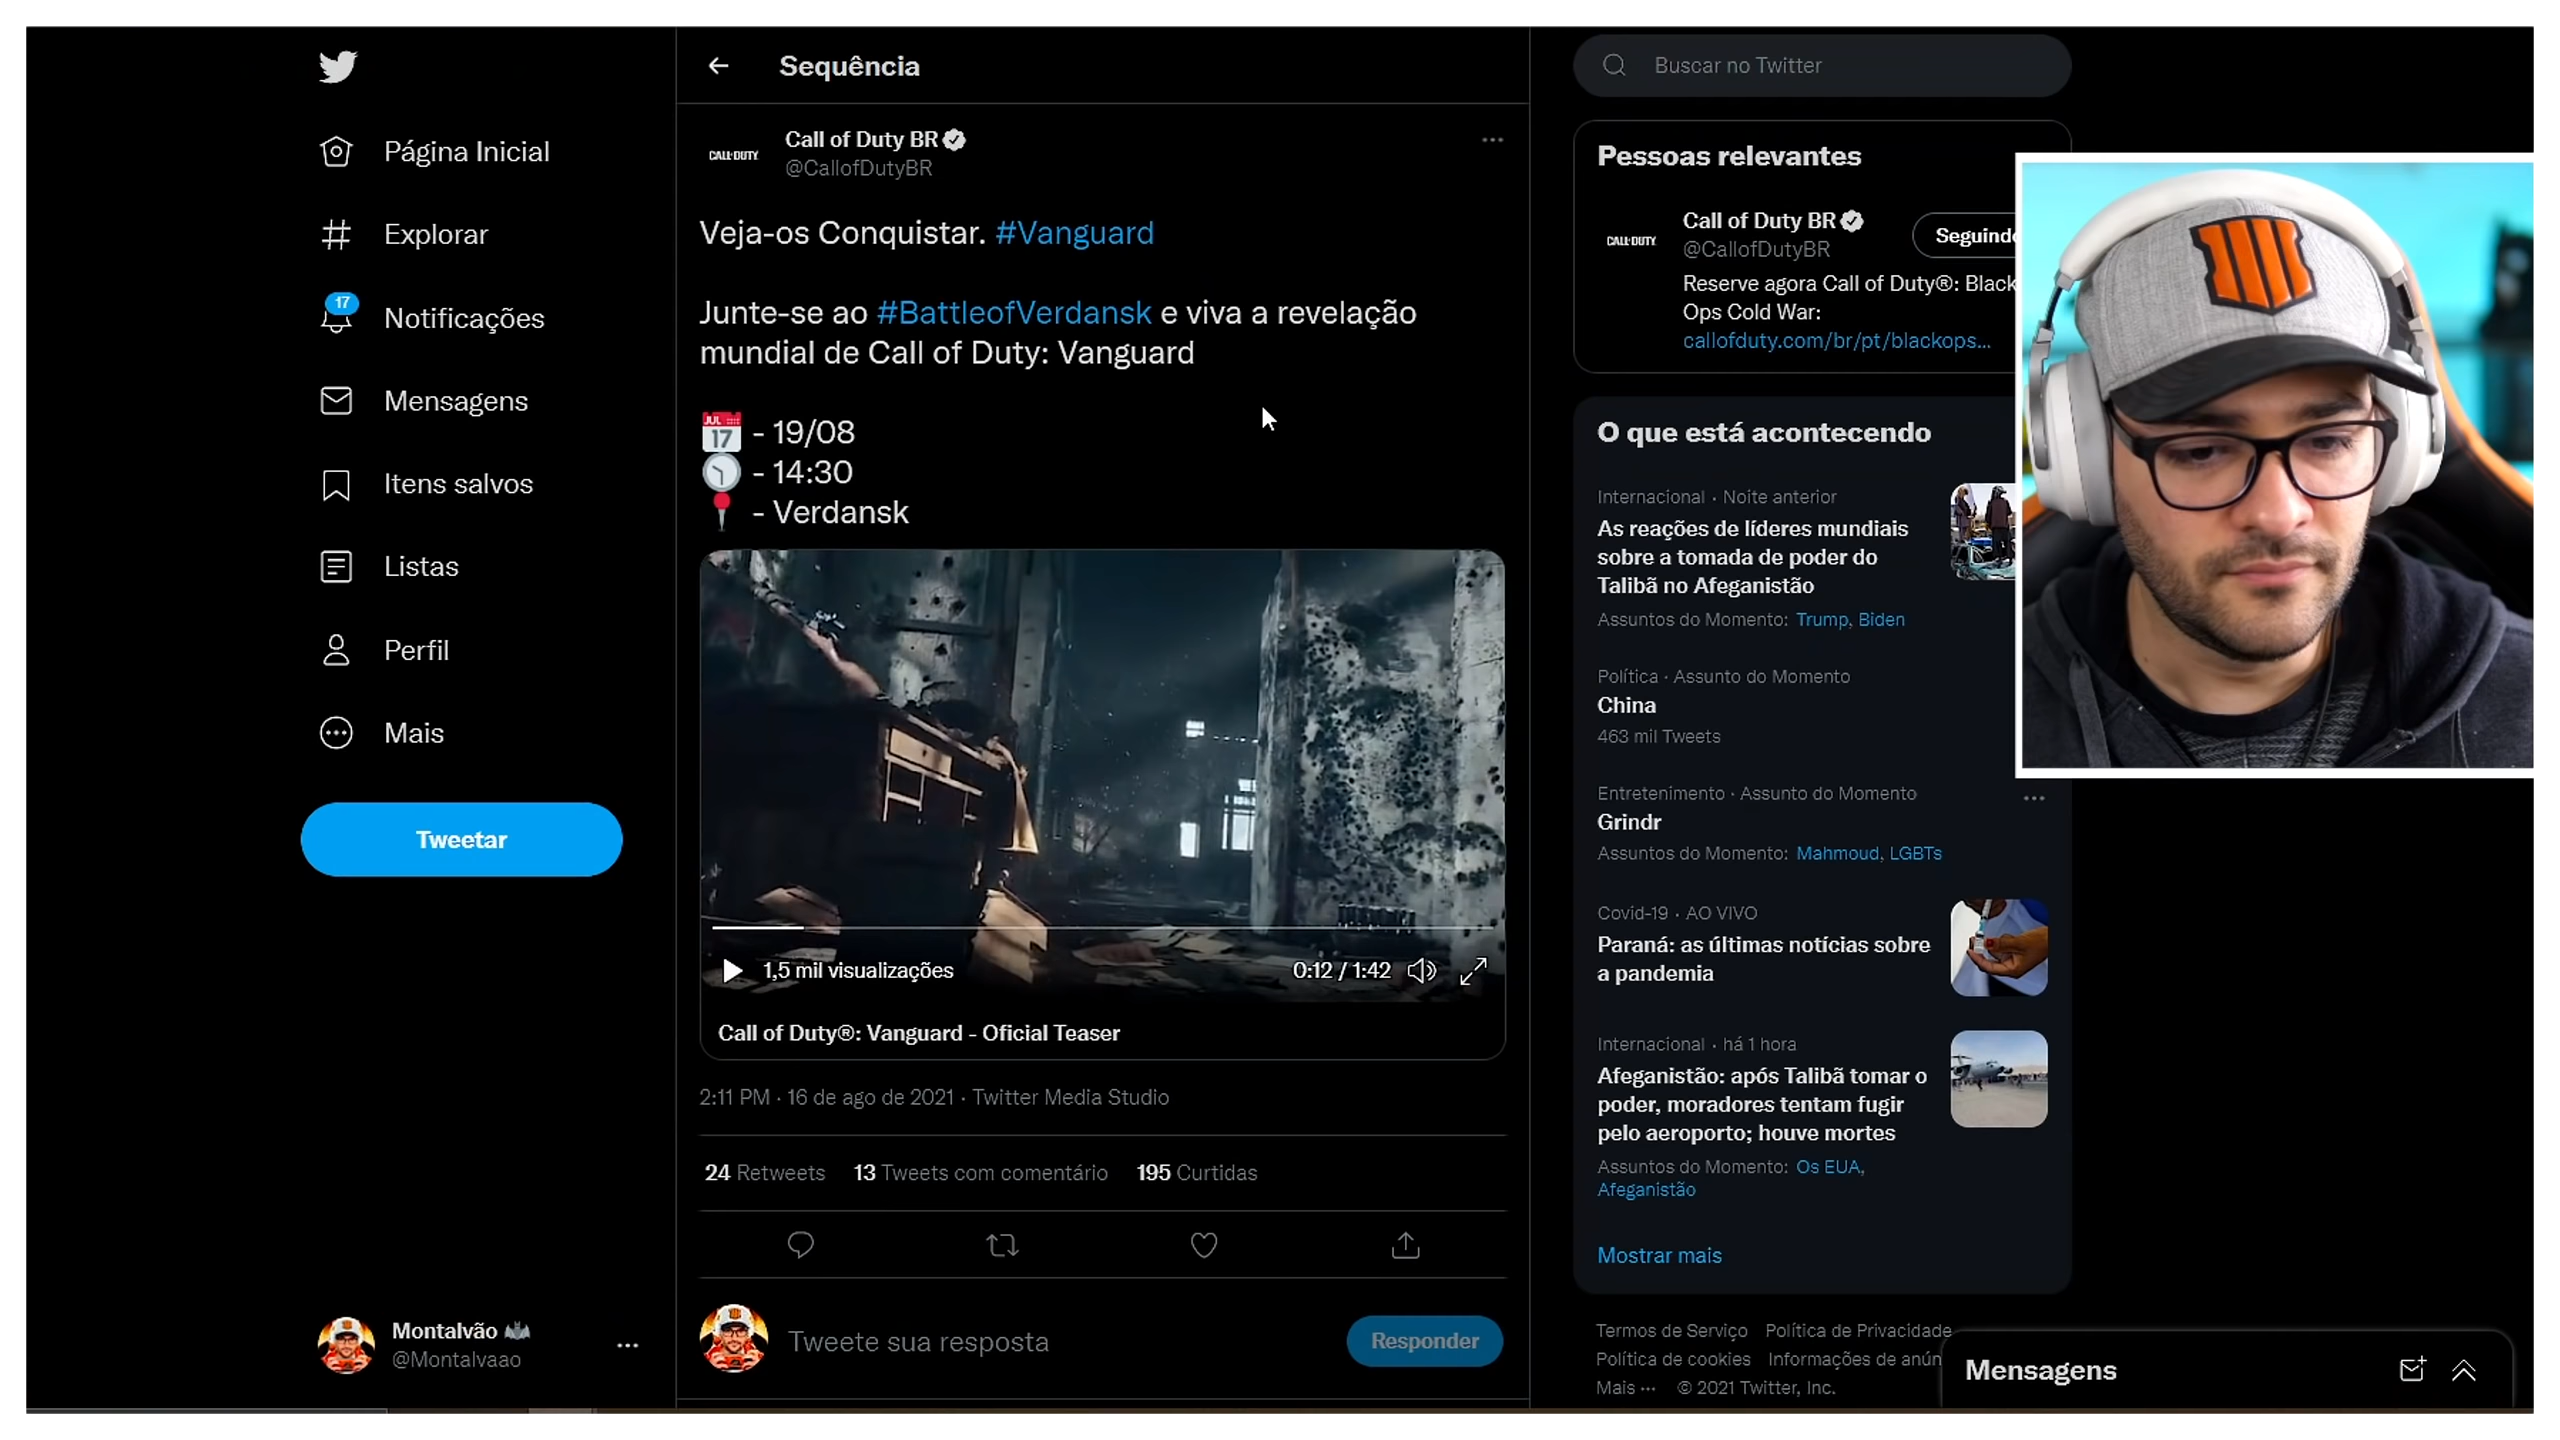 Página Inicial
Explorar
17
Notificações
Mensagens
Itens salvos
Listas
Perfil
Mais
Tweetar
Montalvão
@Montalvaao
Sequência
CALL OF DUTY
Call of Duty BR
@CallofDutyBR
Veja-os Conquistar. #Vanguard
Junte-se ao #BattleofVerdansk e viva a revelação
mundial de Call of Duty: Vanguard
JUL
17
- 19/08
- 14:30
- Verdansk
1,5 mil visualizações
0:12 / 1:42
Call of Duty®: Vanguard - Oficial Teaser
2:11 PM · 16 de ago de 2021 · Twitter Media Studio
24 Retweets 13 Tweets com comentário 195 Curtidas
Tweete sua resposta
Responder
Buscar no Twitter
Pessoas relevantes
CALL OF DUTY
Call of Duty BR
@CallofDutyBR
Reserve agora Call of Duty®: Black
Ops Cold War:
callofduty.com/br/pt/blackops...
O que está acontecendo
Internacional · Noite anterior
As reações de líderes mundiais
sobre a tomada de poder do
Talibã no Afeganistão
Assuntos do Momento: Trump, Biden
Política · Assunto do Momento
China
463 mil Tweets
Entretenimento · Assunto do Momento
Grindr
Assuntos do Momento: Mahmoud, LGBTs
Covid-19 · AO VIVO
Paraná: as últimas notícias sobre
a pandemia
Internacional · há 1 hora
Afeganistão: após Talibã tomar o
poder, moradores tentam fugir
pelo aeroporto; houve mortes
Assuntos do Momento: Os EUA,
Afeganistão
Mostrar mais
Termos de Serviço Política de Privacidade
Política de cookies Informações de
Mais ··· © 2021 Twitter, Inc.
Mensagens